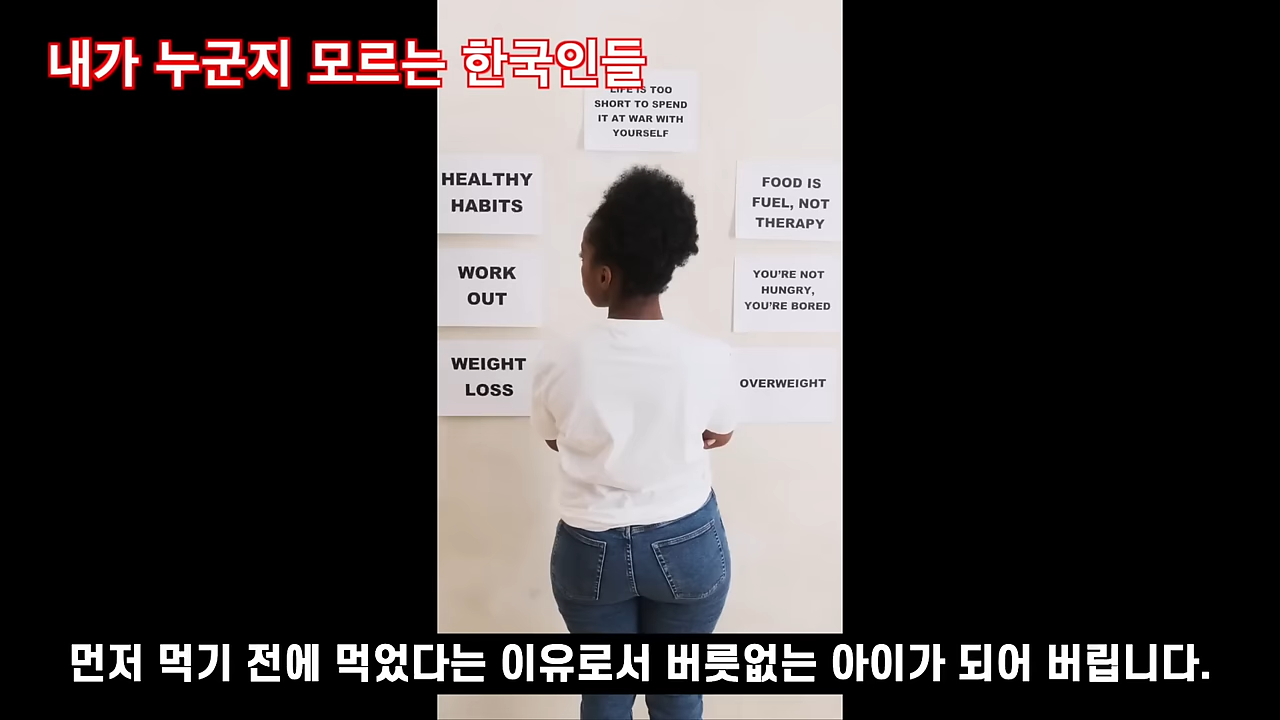 내가 누군지 모르는 한국인들
LIFE IS TOO
SHORT TO SPEND
IT AT WAR WITH
YOURSELF
HEALTHY
HABITS
WORK
OUT
WEIGHT
LOSS
FOOD IS
FUEL, NOT
THERAPY
YOU'RE NOT
HUNGRY,
YOU'RE BORED
OVERWEIGHT
먼저 먹기 전에 먹었다는 이유로서 버릇없는 아이가 되어 버립니다.